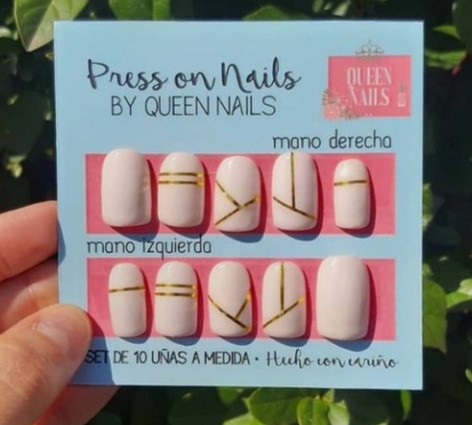 Press on Nails
BY QUEEN NAILS
QUEEN
NAILS
mano derecha
mano izquierda
SET DE 10 UÑAS A MEDIDA • Hecho con cariño